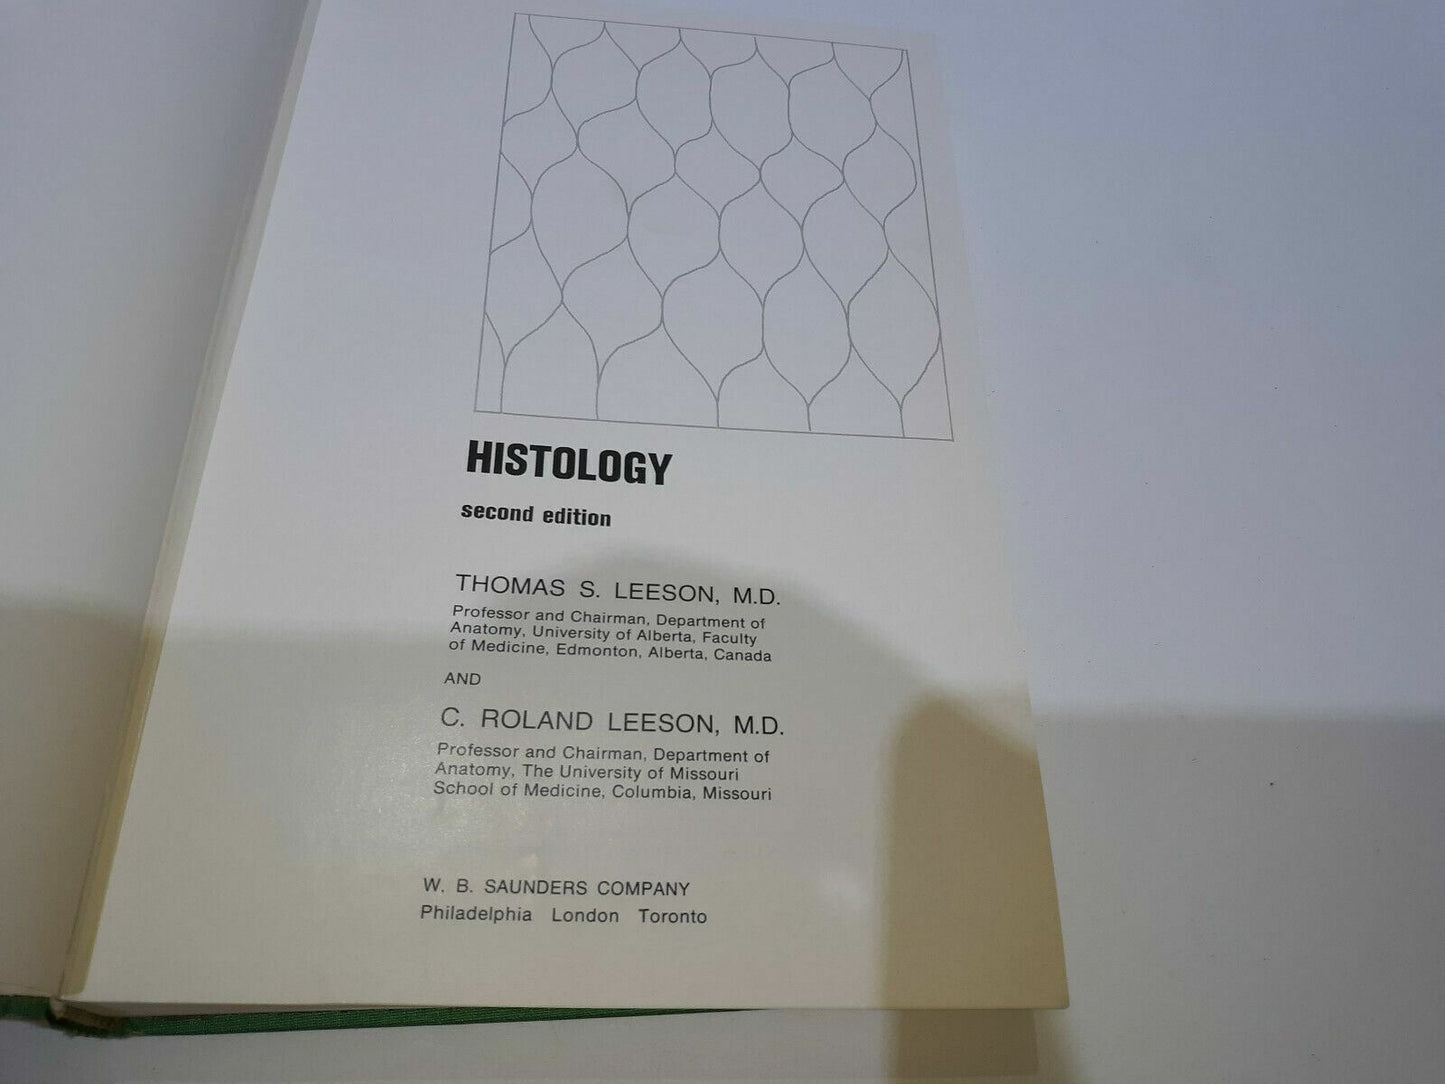 HISTOLOGY
second edition
THOMAS S. LEESON, M.D.
Professor and Chairman, Department of
Anatomy, University of Alberta, Faculty
of Medicine, Edmonton, Alberta, Canada
AND
C. ROLAND LEESON, M.D.
Professor and Chairman, Department of
Anatomy, The University of Missouri
School of Medicine, Columbia, Missouri
W. B. SAUNDERS COMPANY
Philadelphia London Toronto